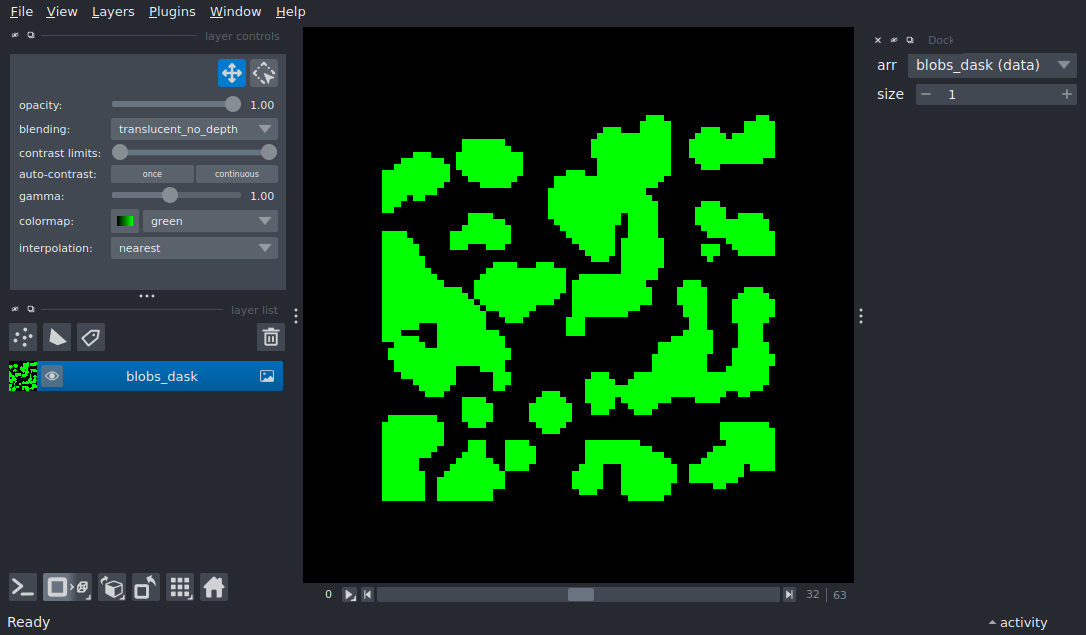 File View Layers Plugins Window Help
layer controls
opacity: 1.00
blending: translucent_no_depth
contrast limits:
auto-contrast: once continuous
gamma: 1.00
colormap: green
interpolation: nearest
layer list
blobs_dask
Dock
arr blobs_dask (data)
size 1
0 32 63
Ready
activity